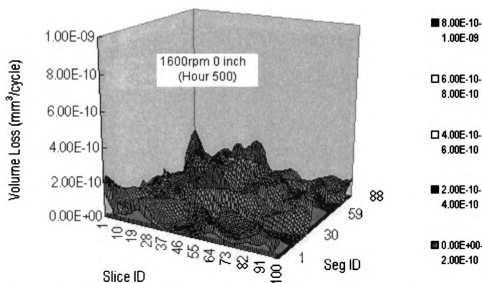 1.00E-09
8.00E-10
6.00E-10
4.00E-10
2.00E-10
0.00E+00
Volume Loss (mm³/cycle)
1600rpm 0 inch
(Hour 500)
1
10
19
28
37
46
55
64
73
82
91
100
Slice ID
1
30
59
88
Seg ID
8.00E-10-
1.00E-09
6.00E-10-
8.00E-10
4.00E-10-
6.00E-10
2.00E-10-
4.00E-10
0.00E+00-
2.00E-10